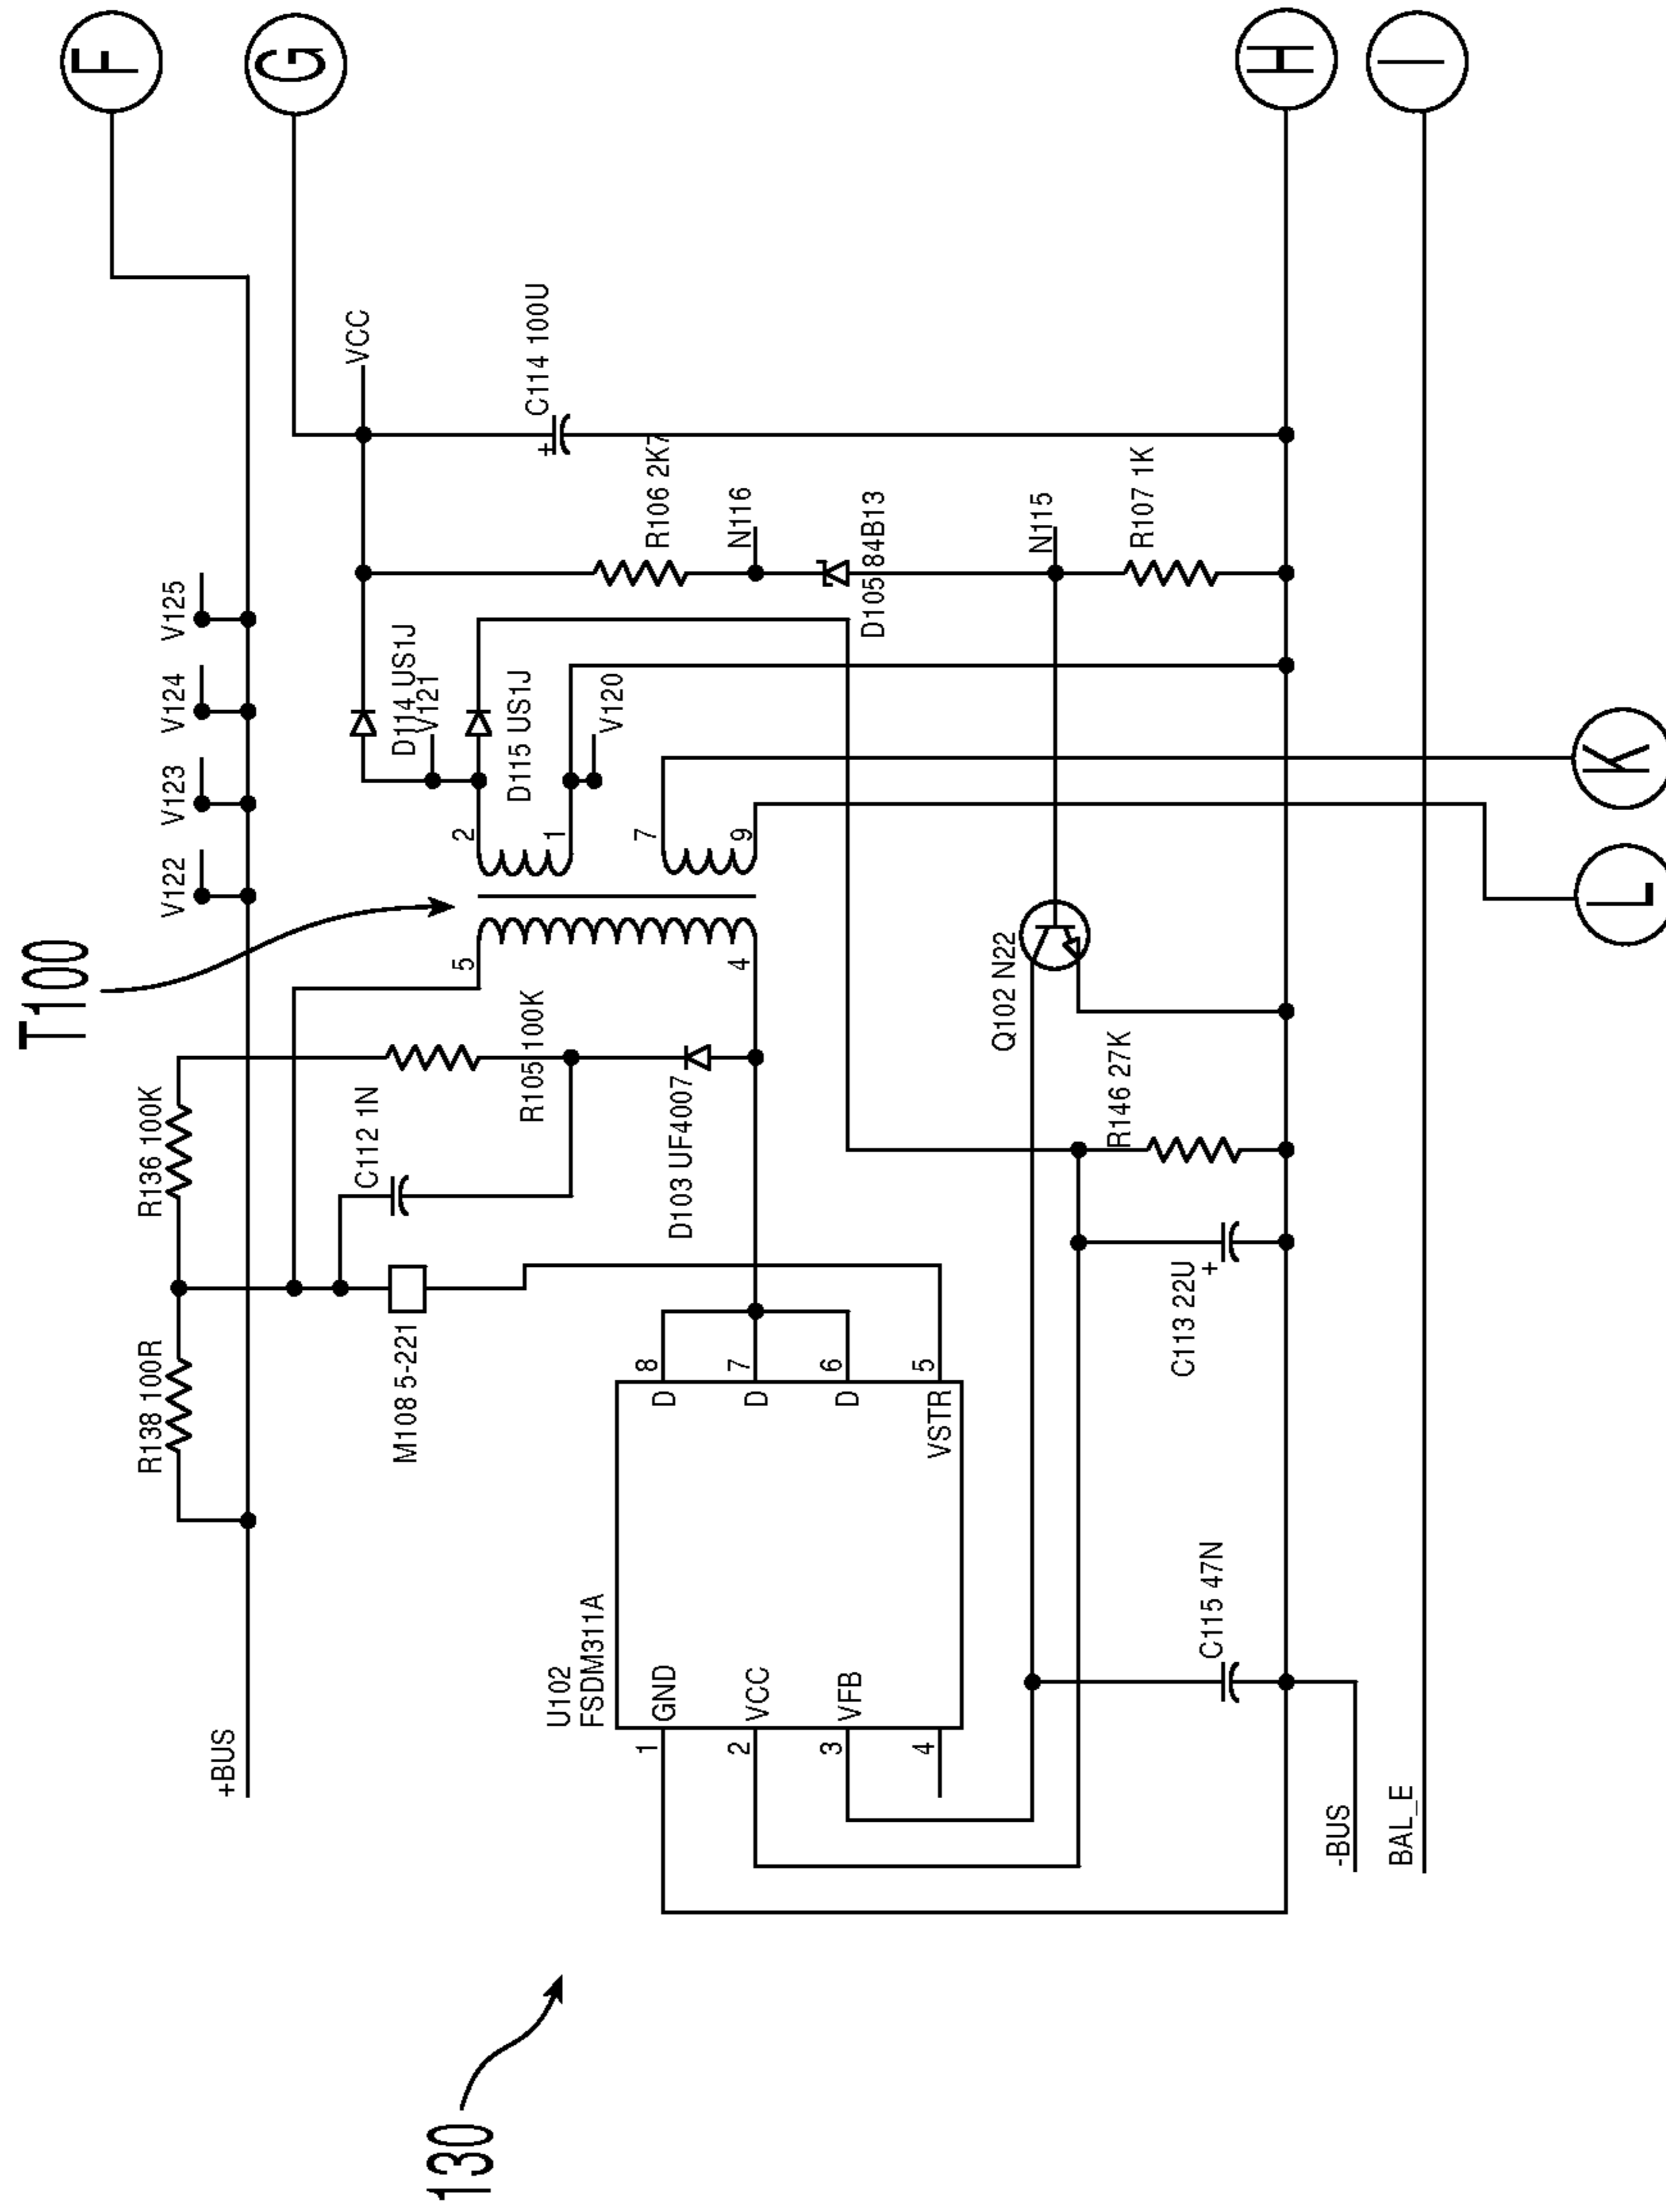 F
G
H
I
K
L
T100
130
V122
V123
V124
V125
+BUS
VCC
R138 100R
R136 100K
C112 1N
R105 100K
M108 5-221
D103 UF4007
5
4
2
1
7
9
D114 US1J
V121
D115 US1J
V120
C114 100U
+
R106 2K7
N116
D105 84B13
N115
R107 1K
Q102 N22
R146 27K
C113 22U
+
C115 47N
U102
FSDM311A
1
GND
2
VCC
3
VFB
4
8
D
7
D
6
D
5
VSTR
-BUS
BAL_E